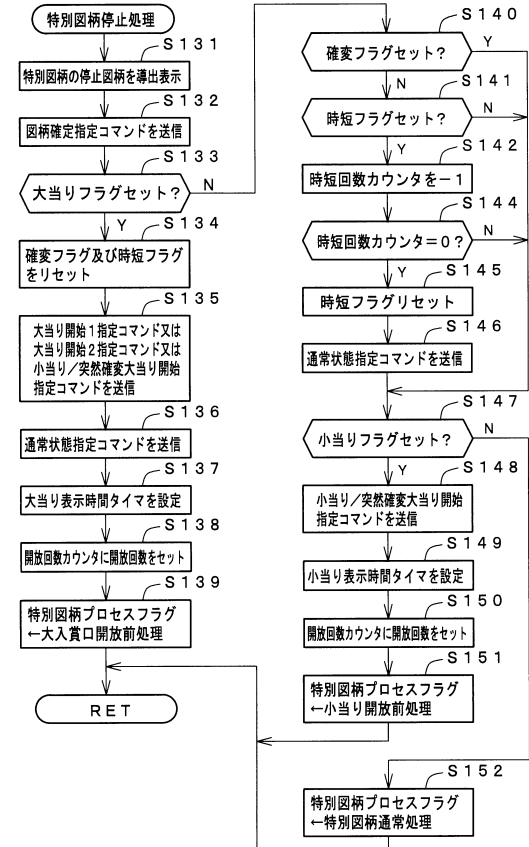 特別図柄停止処理
S131
特別図柄の停止図柄を導出表示
S132
図柄確定指定コマンドを送信
S133
大当りフラグセット?
N
Y
S134
確変フラグ及び時短フラグ
をリセット
S135
大当り開始1指定コマンド又は
大当り開始2指定コマンド又は
小当り/突然確変大当り開始
指定コマンドを送信
S136
通常状態指定コマンドを送信
S137
大当り表示時間タイマを設定
S138
開放回数カウンタに開放回数をセット
S139
特別図柄プロセスフラグ
←大入賞口開放前処理
RET
S140
確変フラグセット?
Y
N
S141
時短フラグセット?
N
Y
S142
時短回数カウンタを-1
S144
時短回数カウンタ=0?
N
Y
S145
時短フラグリセット
S146
通常状態指定コマンドを送信
S147
小当りフラグセット?
N
Y
S148
小当り/突然確変大当り開始
指定コマンドを送信
S149
小当り表示時間タイマを設定
S150
開放回数カウンタに開放回数をセット
S151
特別図柄プロセスフラグ
←小当り開放前処理
S152
特別図柄プロセスフラグ
←特別図柄通常処理